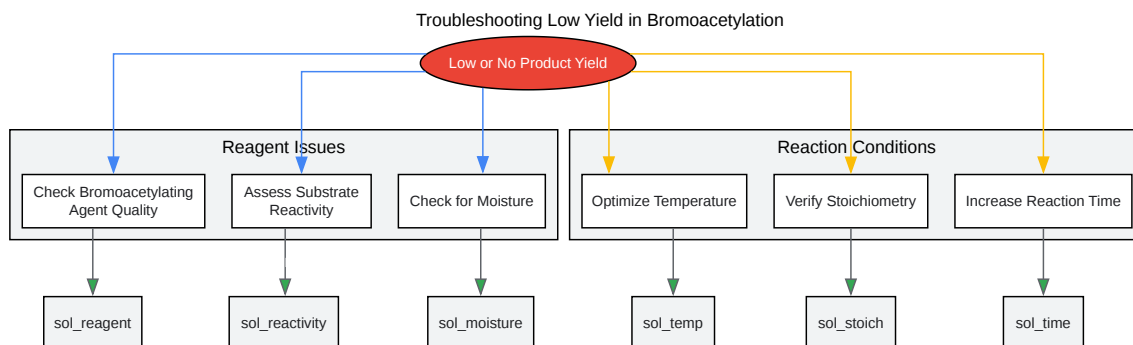 Troubleshooting Low Yield in Bromoacetylation
Low or No Product Yield
Reagent Issues
Reaction Conditions
Check Bromoacetylating
Agent Quality
Assess Substrate
Reactivity
Check for Moisture
Optimize Temperature
Verify Stoichiometry
Increase Reaction Time
sol_reagent
sol_reactivity
sol_moisture
sol_temp
sol_stoich
sol_time